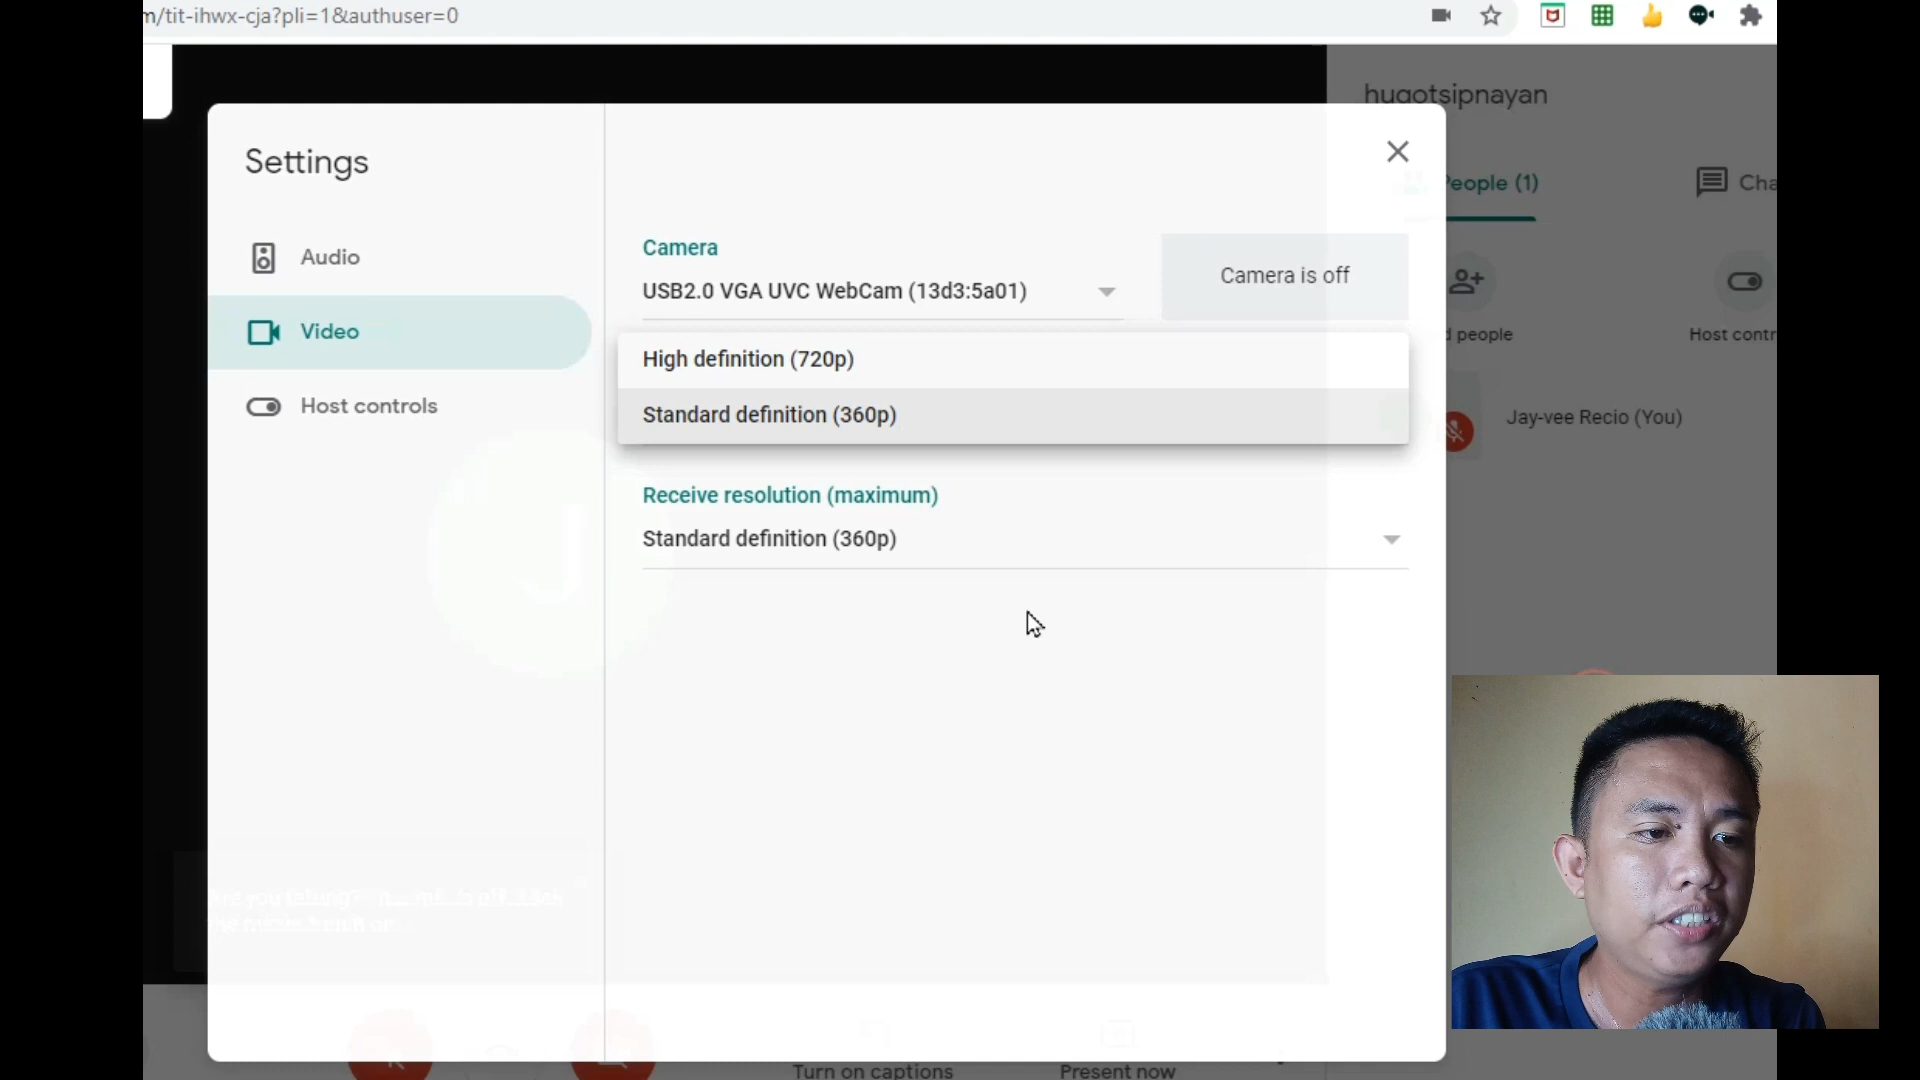 m/tit-ihwx-cja?pli=1&authuser=0
hugotsipnayan
Settings
People (1)
Cha
Camera
Audio
USB2.0 VGA UVC WebCam (13d3:5a01)
Camera is off
Video
d people
Host contr
High definition (720p)
Host controls
Standard definition (360p)
Jay-vee Recio (You)
Receive resolution (maximum)
Standard definition (360p)
J
Turn on captions
Present now